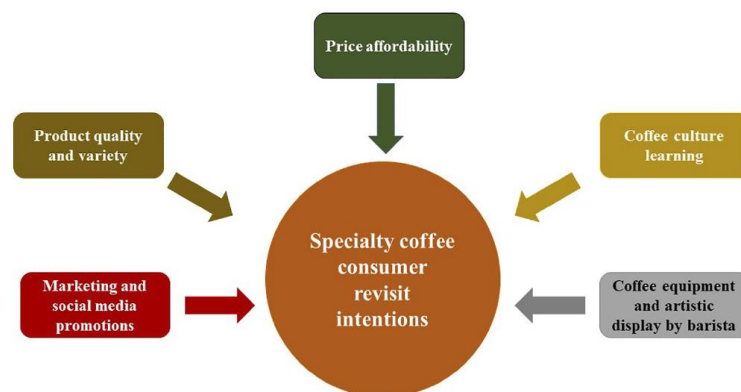 Price affordability
Product quality
and variety
Coffee culture
learning
Specialty coffee
consumer
revisit
intentions
Marketing and
social media
promotions
Coffee equipment
and artistic
display by barista